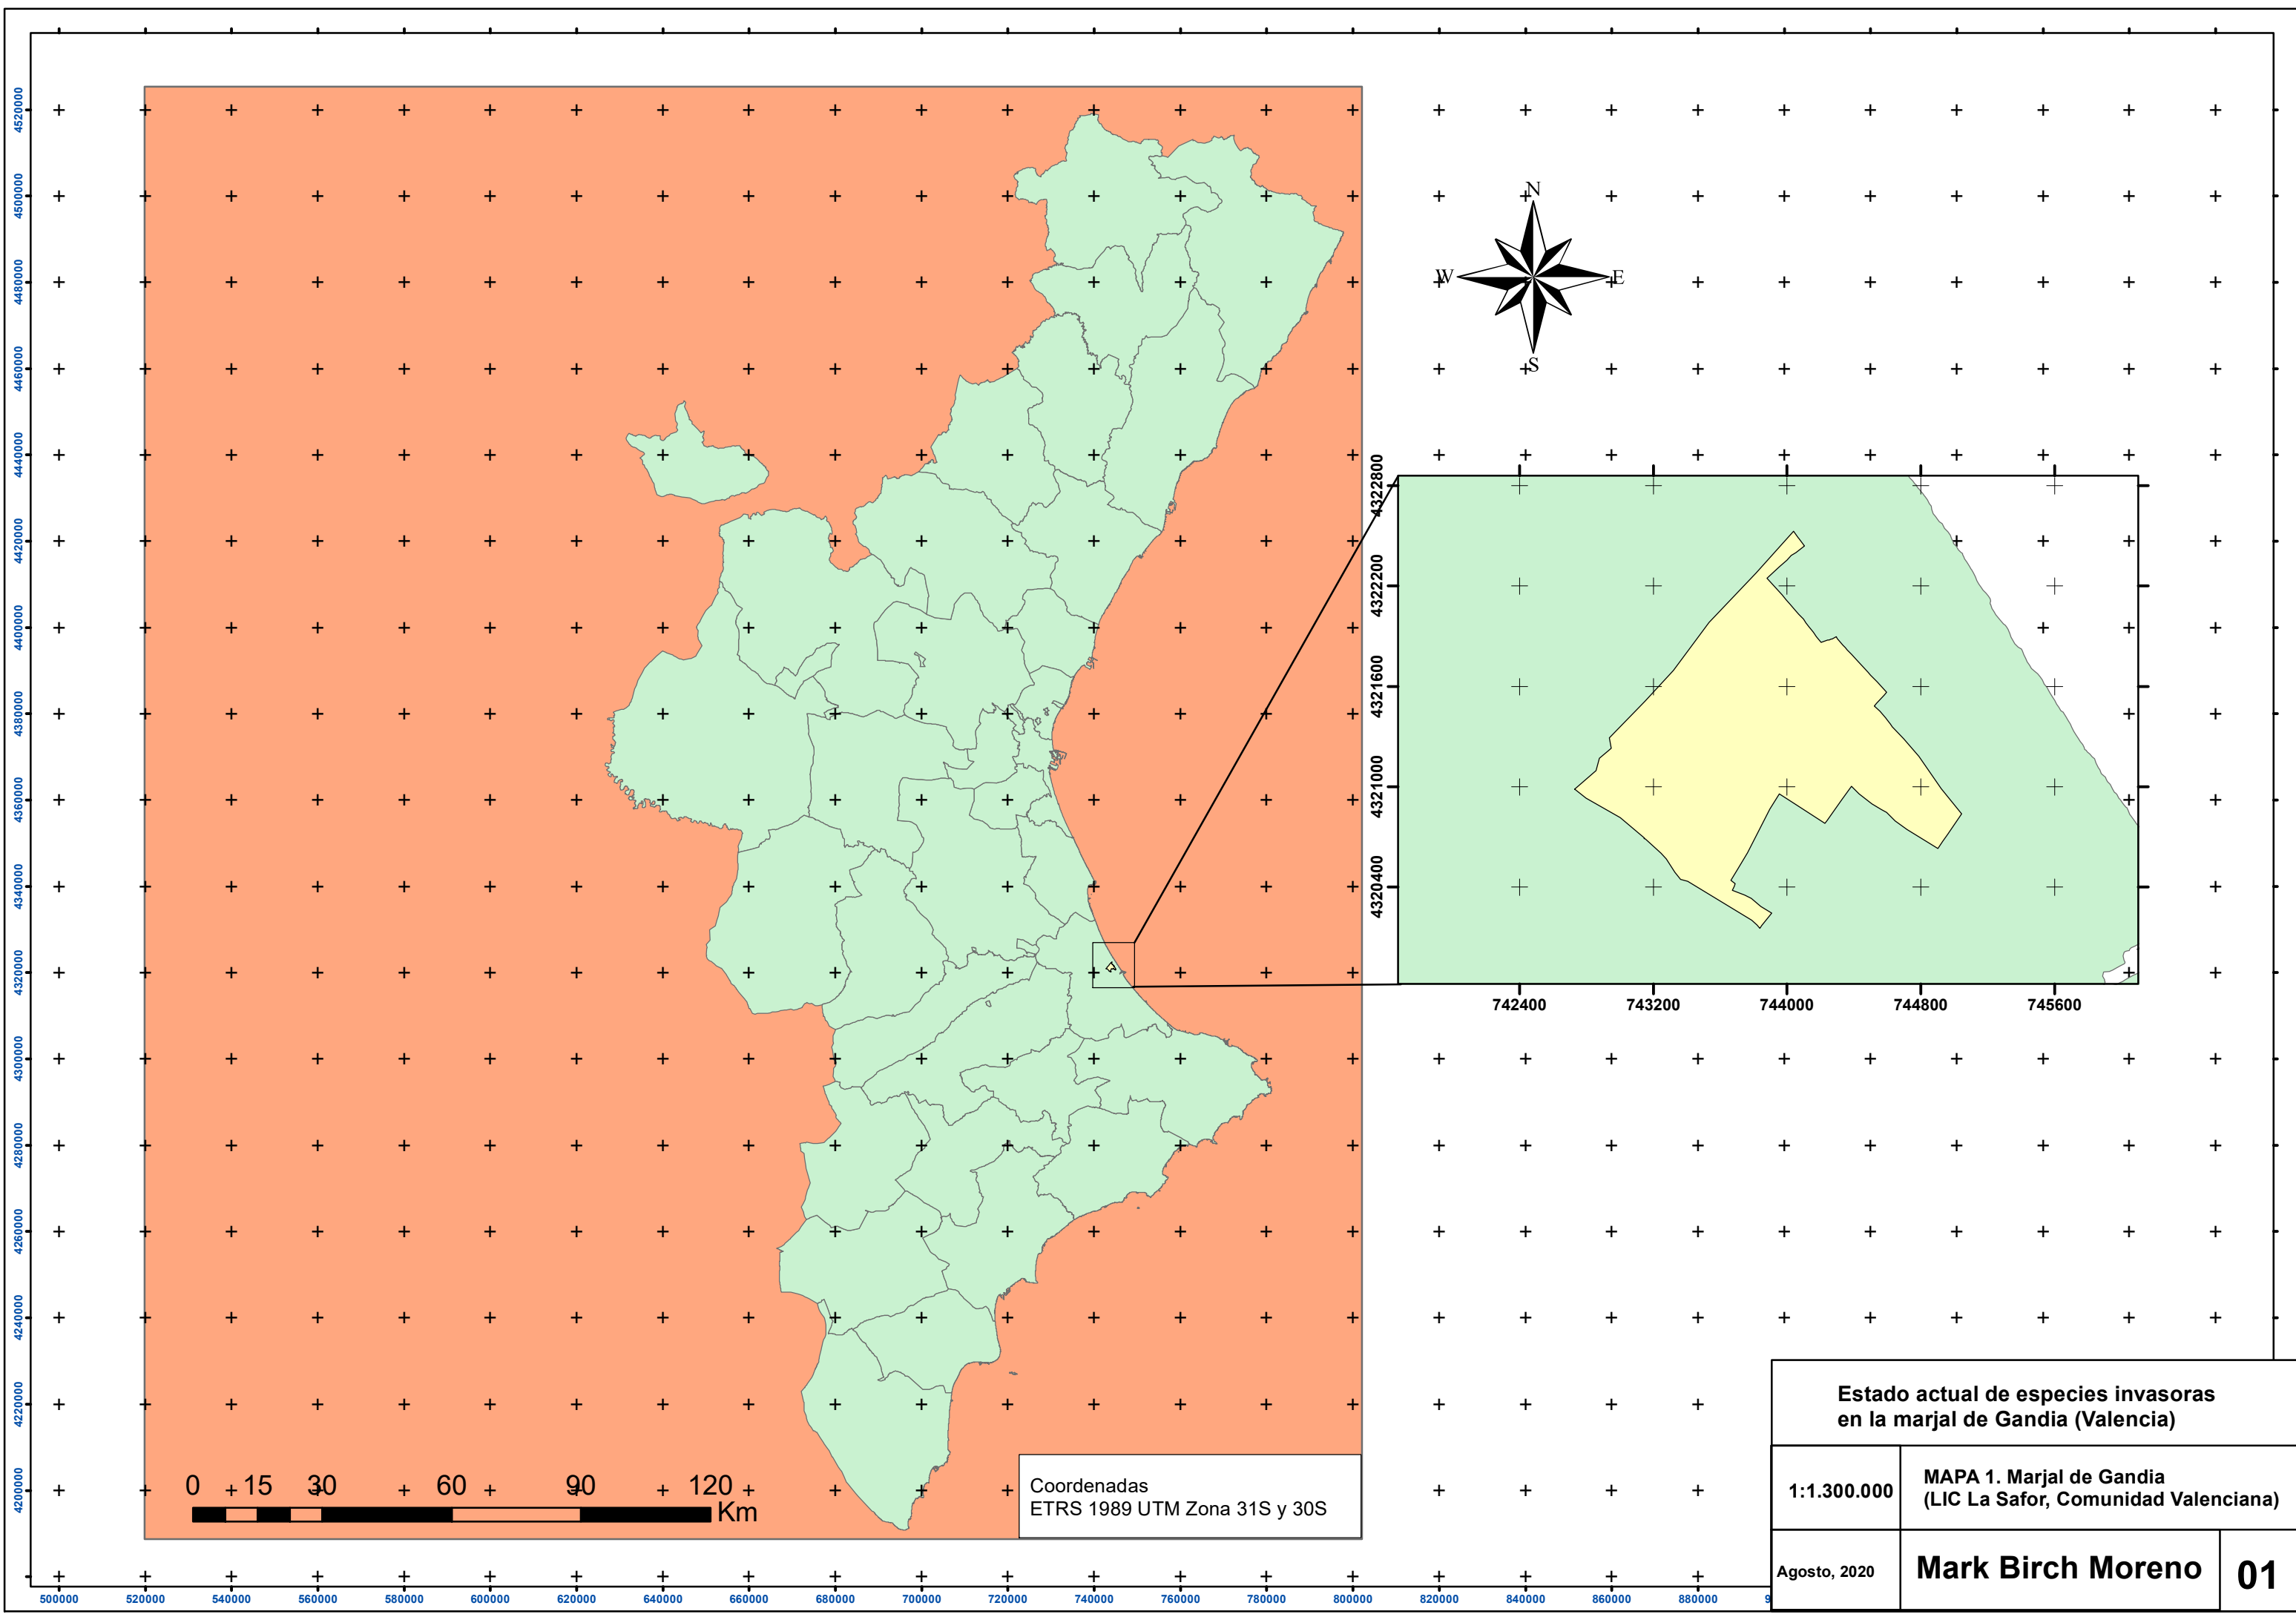 4520000
4500000
4480000
4460000
4440000
4420000
4400000
4380000
4360000
4340000
4320000
4300000
4280000
4260000
4240000
4220000
4200000
N
W E
S
4322800
4322200
4321600
4321000
4320400
742400 743200 744000 744800 745600
0 15 30 60 90 120
Km
Coordenadas
ETRS 1989 UTM Zona 31S y 30S
Estado actual de especies invasoras
en la marjal de Gandia (Valencia)
1:1.300.000
MAPA 1. Marjal de Gandia
(LIC La Safor, Comunidad Valenciana)
Agosto, 2020
Mark Birch Moreno
01
500000 520000 540000 560000 580000 600000 620000 640000 660000 680000 700000 720000 740000 760000 780000 800000 820000 840000 860000 880000